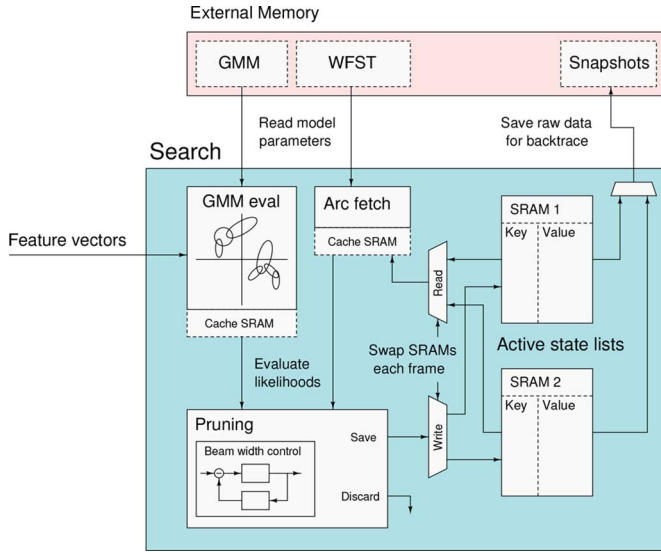 External Memory
GMM
WFST
Snapshots
Read model
parameters
Save raw data
for backtrace
Search
GMM eval
Arc fetch
Cache SRAM
SRAM 1
Key
Value
Feature vectors
Read
Cache SRAM
Swap SRAMs
each frame
Active state lists
Evaluate
likelihoods
SRAM 2
Key
Value
Pruning
Save
Write
Beam width control
Discard